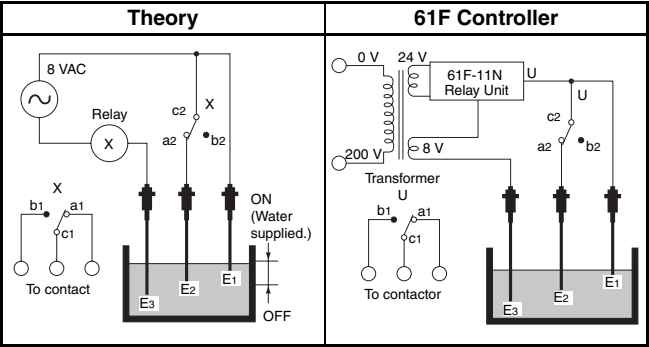 Theory
8 VAC
Relay
X
c2
X
a2
b2
X
b1
a1
c1
To contact
ON
(Water
supplied.)
OFF
E3
E2
E1
61F Controller
0 V
24 V
61F-11N
Relay Unit
U
U
c2
a2
b2
200 V
8 V
Transformer
U
b1
a1
c1
To contactor
E3
E2
E1